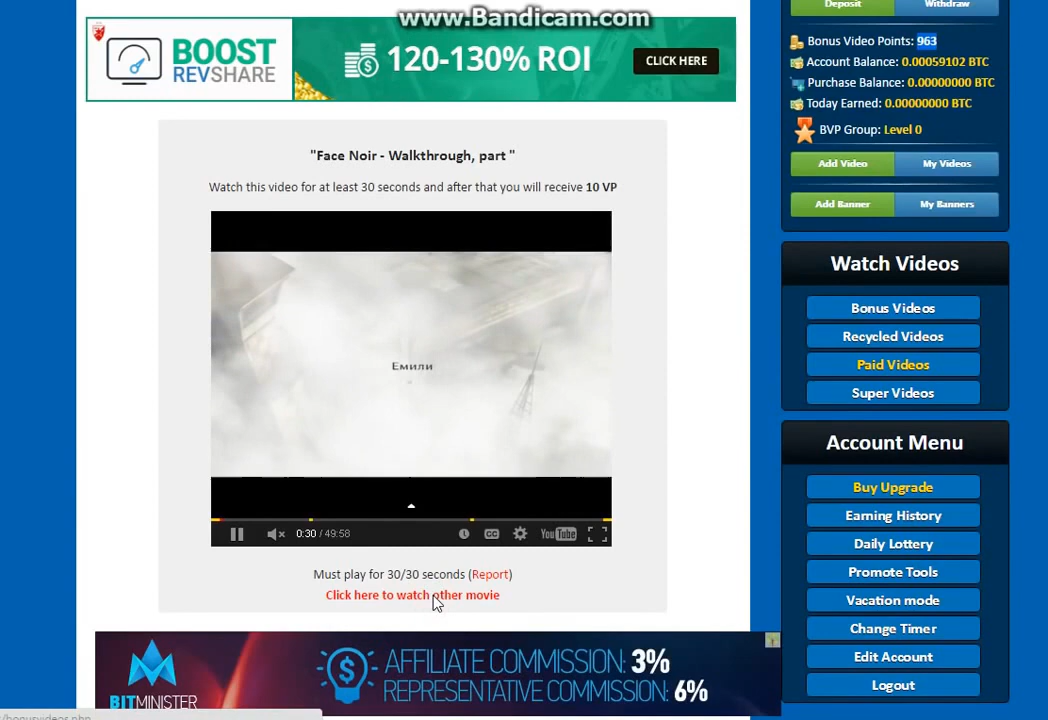 www.Bandicam.com
BOOST
REVSHARE
120-130% ROI
CLICK HERE
"Face Noir - Walkthrough, part "
Watch this video for at least 30 seconds and after that you will receive 10 VP
Емили
0:30 / 49:58
CC
YouTube
Must play for 30/30 seconds (Report)
Click here to watch other movie
BITMINISTER
AFFILIATE COMMISSION: 3%
REPRESENTATIVE COMMISSION: 6%
/bonusvideos.php
Deposit
Withdraw
Bonus Video Points: 963
Account Balance: 0.00059102 BTC
Purchase Balance: 0.00000000 BTC
Today Earned: 0.00000000 BTC
BVP Group: Level 0
Add Video
My Videos
Add Banner
My Banners
Watch Videos
Bonus Videos
Recycled Videos
Paid Videos
Super Videos
Account Menu
Buy Upgrade
Earning History
Daily Lottery
Promote Tools
Vacation mode
Change Timer
Edit Account
Logout